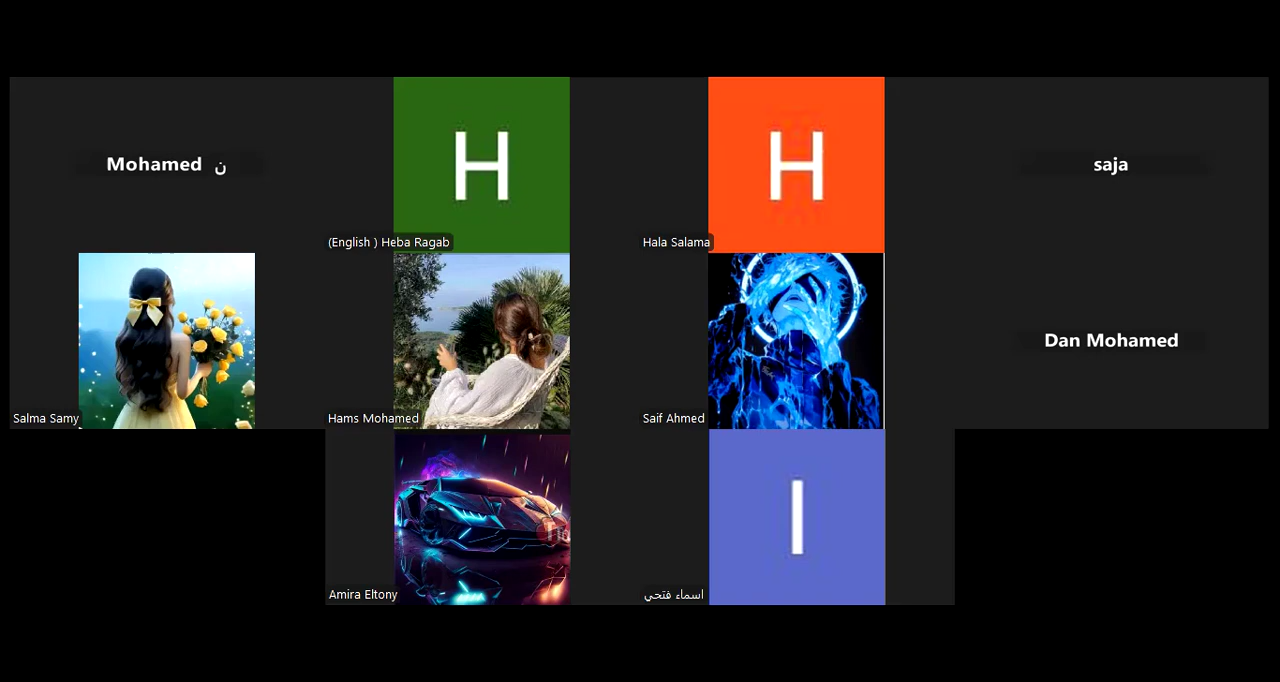 Mohamed ن
H
(English ) Heba Ragab
H
Hala Salama
saja
Salma Samy
Hams Mohamed
Saif Ahmed
Dan Mohamed
Amira Eltony
I
اسماء فتحي